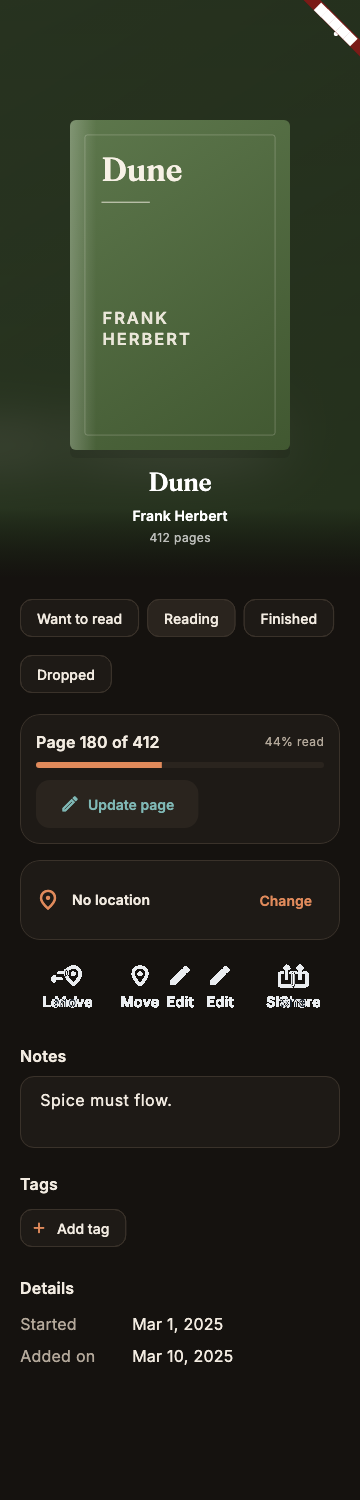 Dune
FRANK
HERBERT
Dune
Frank Herbert
412 pages
Want to read
Reading
Finished
Dropped
Page 180 of 412
44% read
Update page
No location
Change
Move
Edit
Edit
Notes
Spice must flow.
Tags
+ Add tag
Details
Started
Mar 1, 2025
Added on
Mar 10, 2025